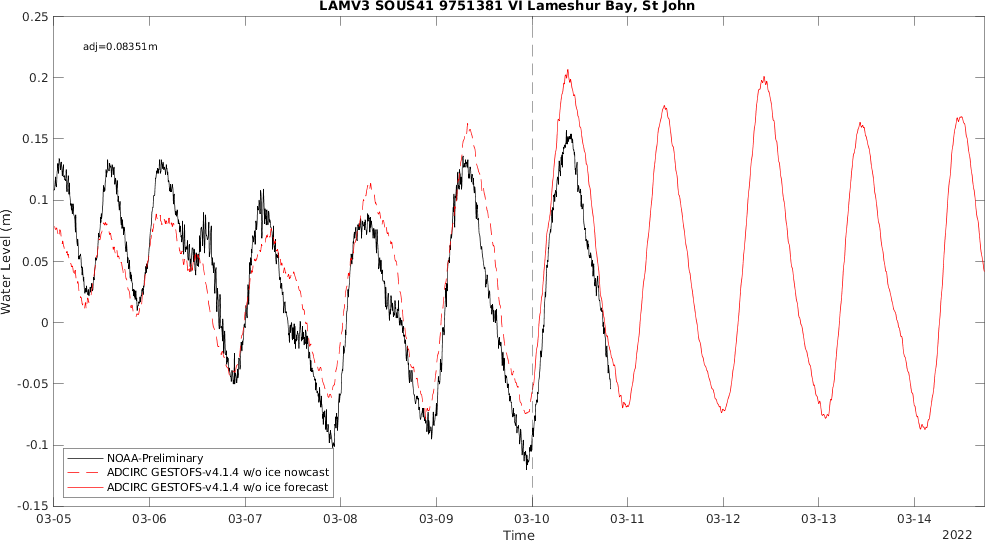 LAMV3 SOUS41 9751381 VI Lameshur Bay, St John
adj=0.08351m
0.25
0.2
0.15
0.1
0.05
0
-0.05
-0.1
-0.15
Water Level (m)
NOAA-Preliminary
ADCIRC GESTOFS-v4.1.4 w/o ice nowcast
ADCIRC GESTOFS-v4.1.4 w/o ice forecast
03-05 03-06 03-07 03-08 03-09 03-10 03-11 03-12 03-13 03-14
Time
2022